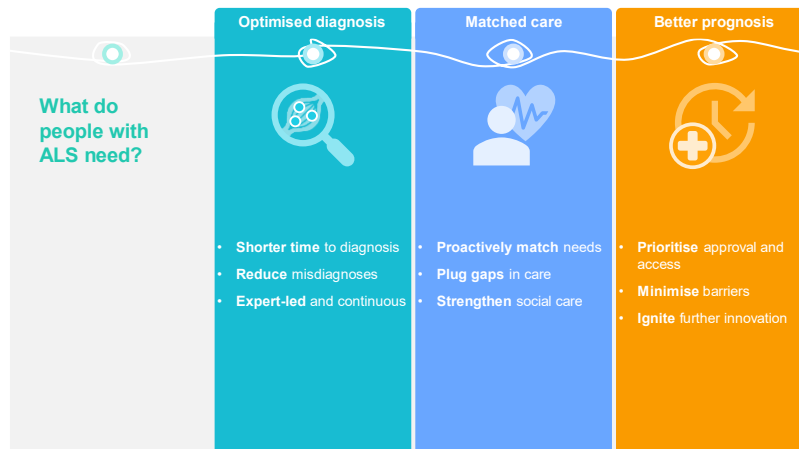 Optimised diagnosis
Matched care
Better prognosis
What do
people with
ALS need?
• Shorter time to diagnosis
• Reduce misdiagnoses
• Expert-led and continuous
• Proactively match needs
• Plug gaps in care
• Strengthen social care
• Prioritise approval and
access
• Minimise barriers
• Ignite further innovation